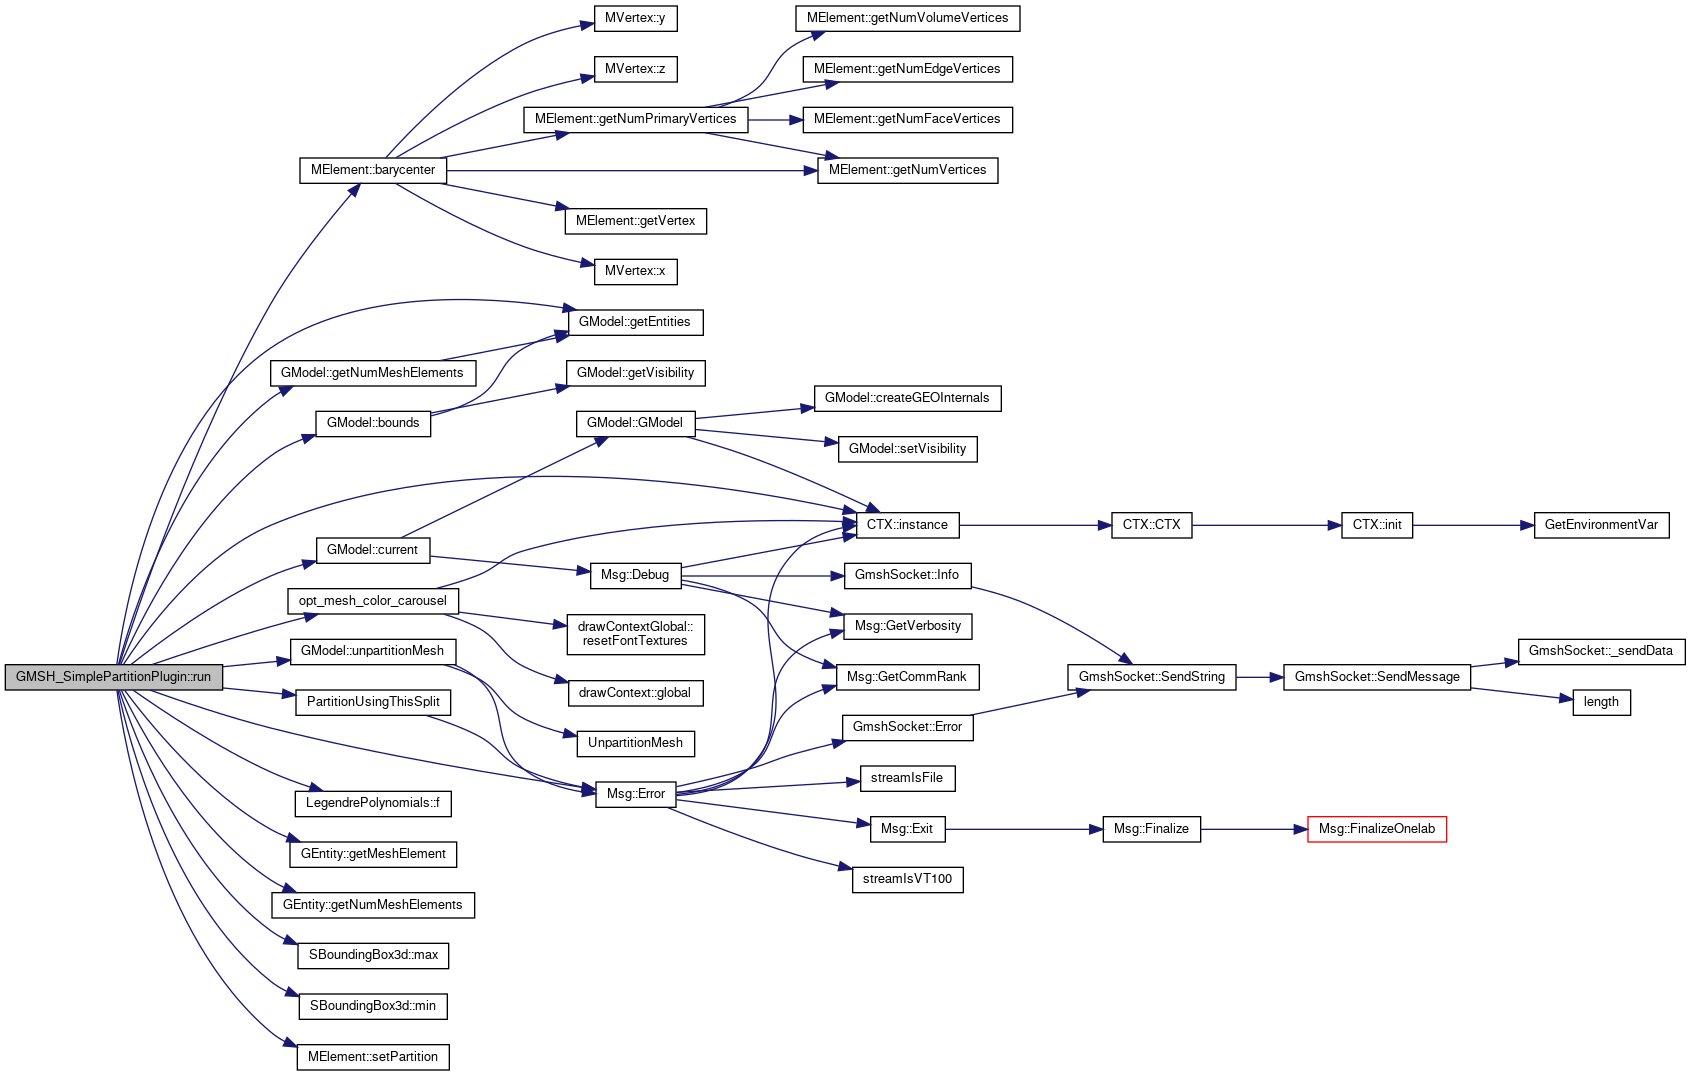 MVertex::y
MElement::getNumVolumeVertices
MVertex::z
MElement::getNumEdgeVertices
MElement::getNumPrimaryVertices
MElement::getNumFaceVertices
MElement::barycenter
MElement::getNumVertices
MElement::getVertex
MVertex::x
GModel::getEntities
GModel::getNumMeshElements
GModel::getVisibility
GModel::createGEOInternals
GModel::bounds
GModel::GModel
GModel::setVisibility
CTX::instance
CTX::CTX
CTX::init
GetEnvironmentVar
GModel::current
Msg::Debug
GmshSocket::Info
opt_mesh_color_carousel
drawContextGlobal::
resetFontTextures
Msg::GetVerbosity
GModel::unpartitionMesh
GmshSocket::_sendData
GMSH_SimplePartitionPlugin::run
Msg::GetCommRank
GmshSocket::SendString
GmshSocket::SendMessage
drawContext::global
PartitionUsingThisSplit
length
GmshSocket::Error
UnpartitionMesh
streamIsFile
Msg::Error
LegendrePolynomials::f
Msg::Exit
Msg::Finalize
Msg::FinalizeOnelab
GEntity::getMeshElement
streamIsVT100
GEntity::getNumMeshElements
SBoundingBox3d::max
SBoundingBox3d::min
MElement::setPartition